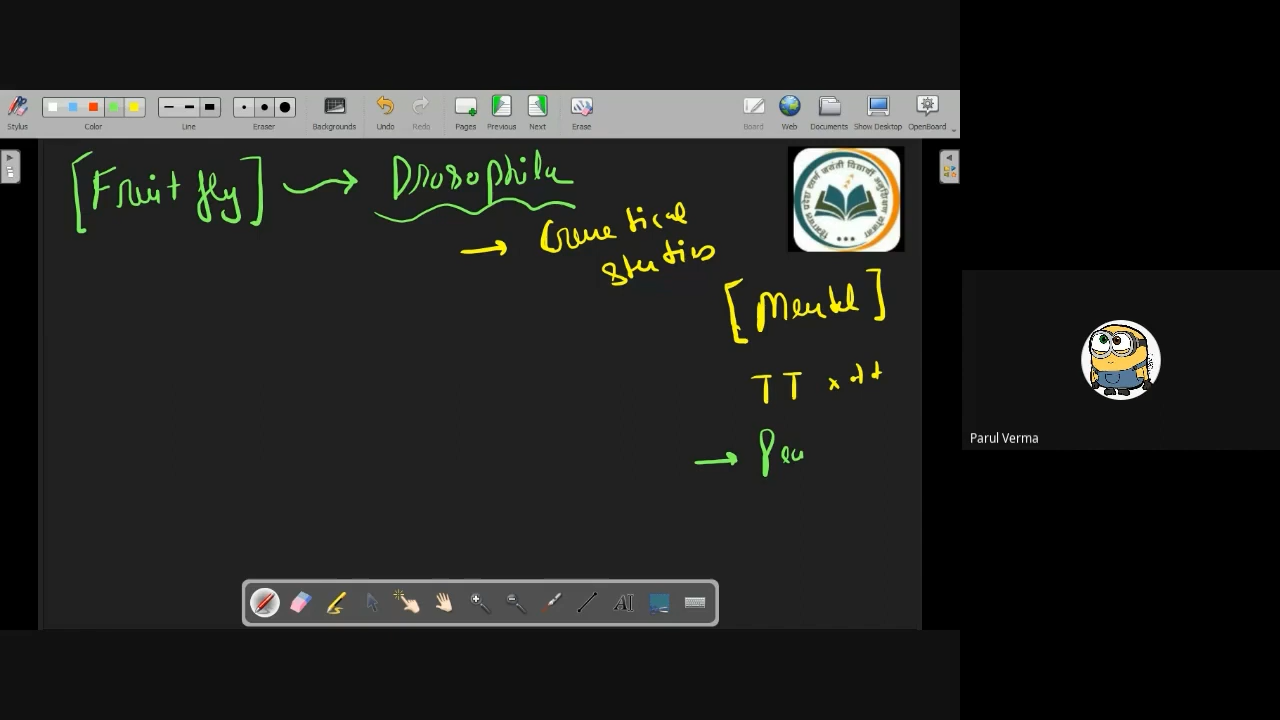 Stylus
Color
Line
Eraser
Backgrounds
Undo
Redo
Pages
Previous
Next
Erase
Board
Web
Documents
Show Desktop
OpenBoard
[Fruit fly] → Drosophila
→ Genetical
Studies
[Mendel]
TT × tt
→ Pea
Parul Verma